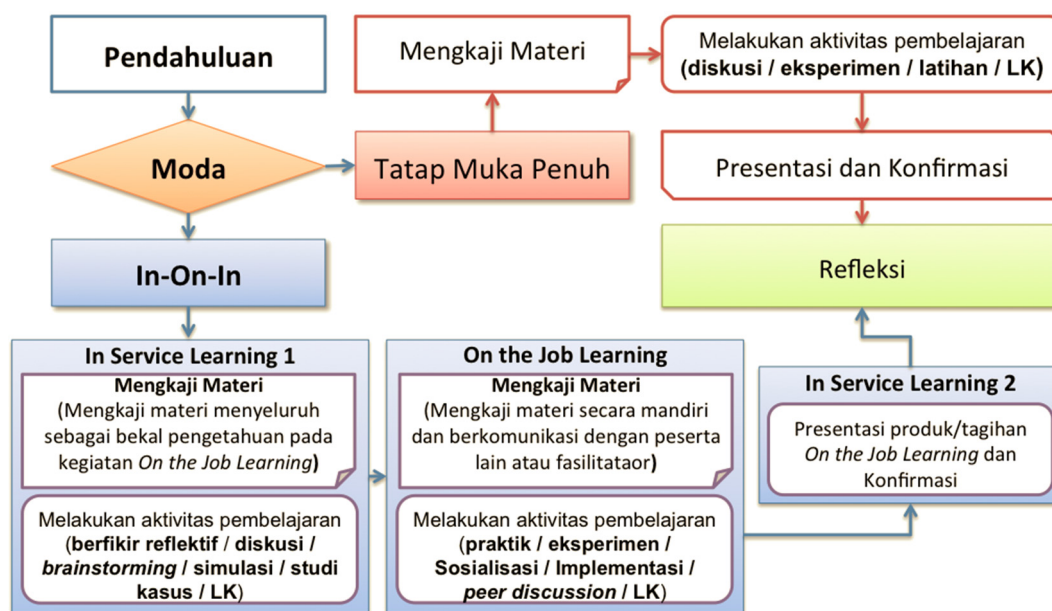 Pendahuluan
Moda
Tatap Muka Penuh
Mengkaji Materi
Melakukan aktivitas pembelajaran
(diskusi / eksperimen / latihan / LK)
Presentasi dan Konfirmasi
Refleksi
In-On-In
In Service Learning 1
Mengkaji Materi
(Mengkaji materi menyeluruh
sebagai bekal pengetahuan pada
kegiatan On the Job Learning)
Melakukan aktivitas pembelajaran
(berfikir reflektif / diskusi /
brainstorming / simulasi / studi
kasus / LK)
On the Job Learning
Mengkaji Materi
(Mengkaji materi secara mandiri
dan berkomunikasi dengan peserta
lain atau fasilitataor)
Melakukan aktivitas pembelajaran
(praktik / eksperimen /
Sosialisasi / Implementasi /
peer discussion / LK)
In Service Learning 2
Presentasi produk/tagihan
On the Job Learning dan
Konfirmasi